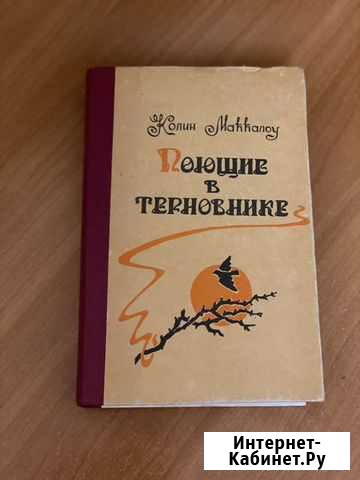 Колин Маккалоу
Поющие
в
терновнике
Интернет-
Кабинет.Ру